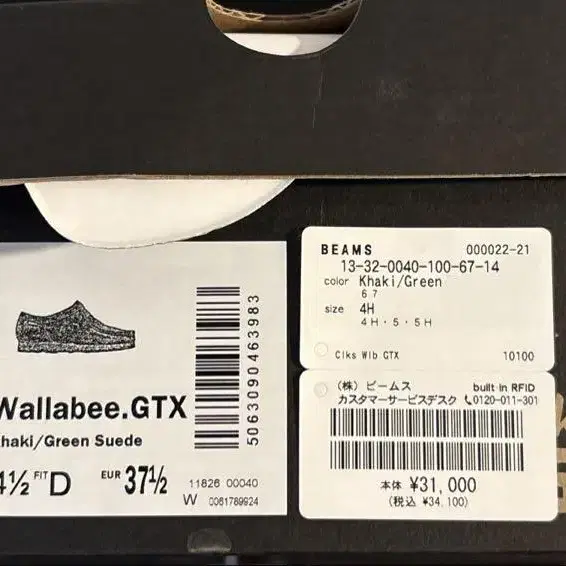 Wallabee.GTX
Khaki/Green Suede
4½ FIT D EUR 37½
11826 00040
W 0061789924
5063090463983
BEAMS 000022-21
13-32-0040-100-67-14
color Khaki/Green
67
size 4H
4H・5・5H
Clks Wlb GTX 10100
(株) ビームス built-in RFID
カスタマーサービスデスク 📞0120-011-301
本体 ¥31,000
(税込 ¥34,100)